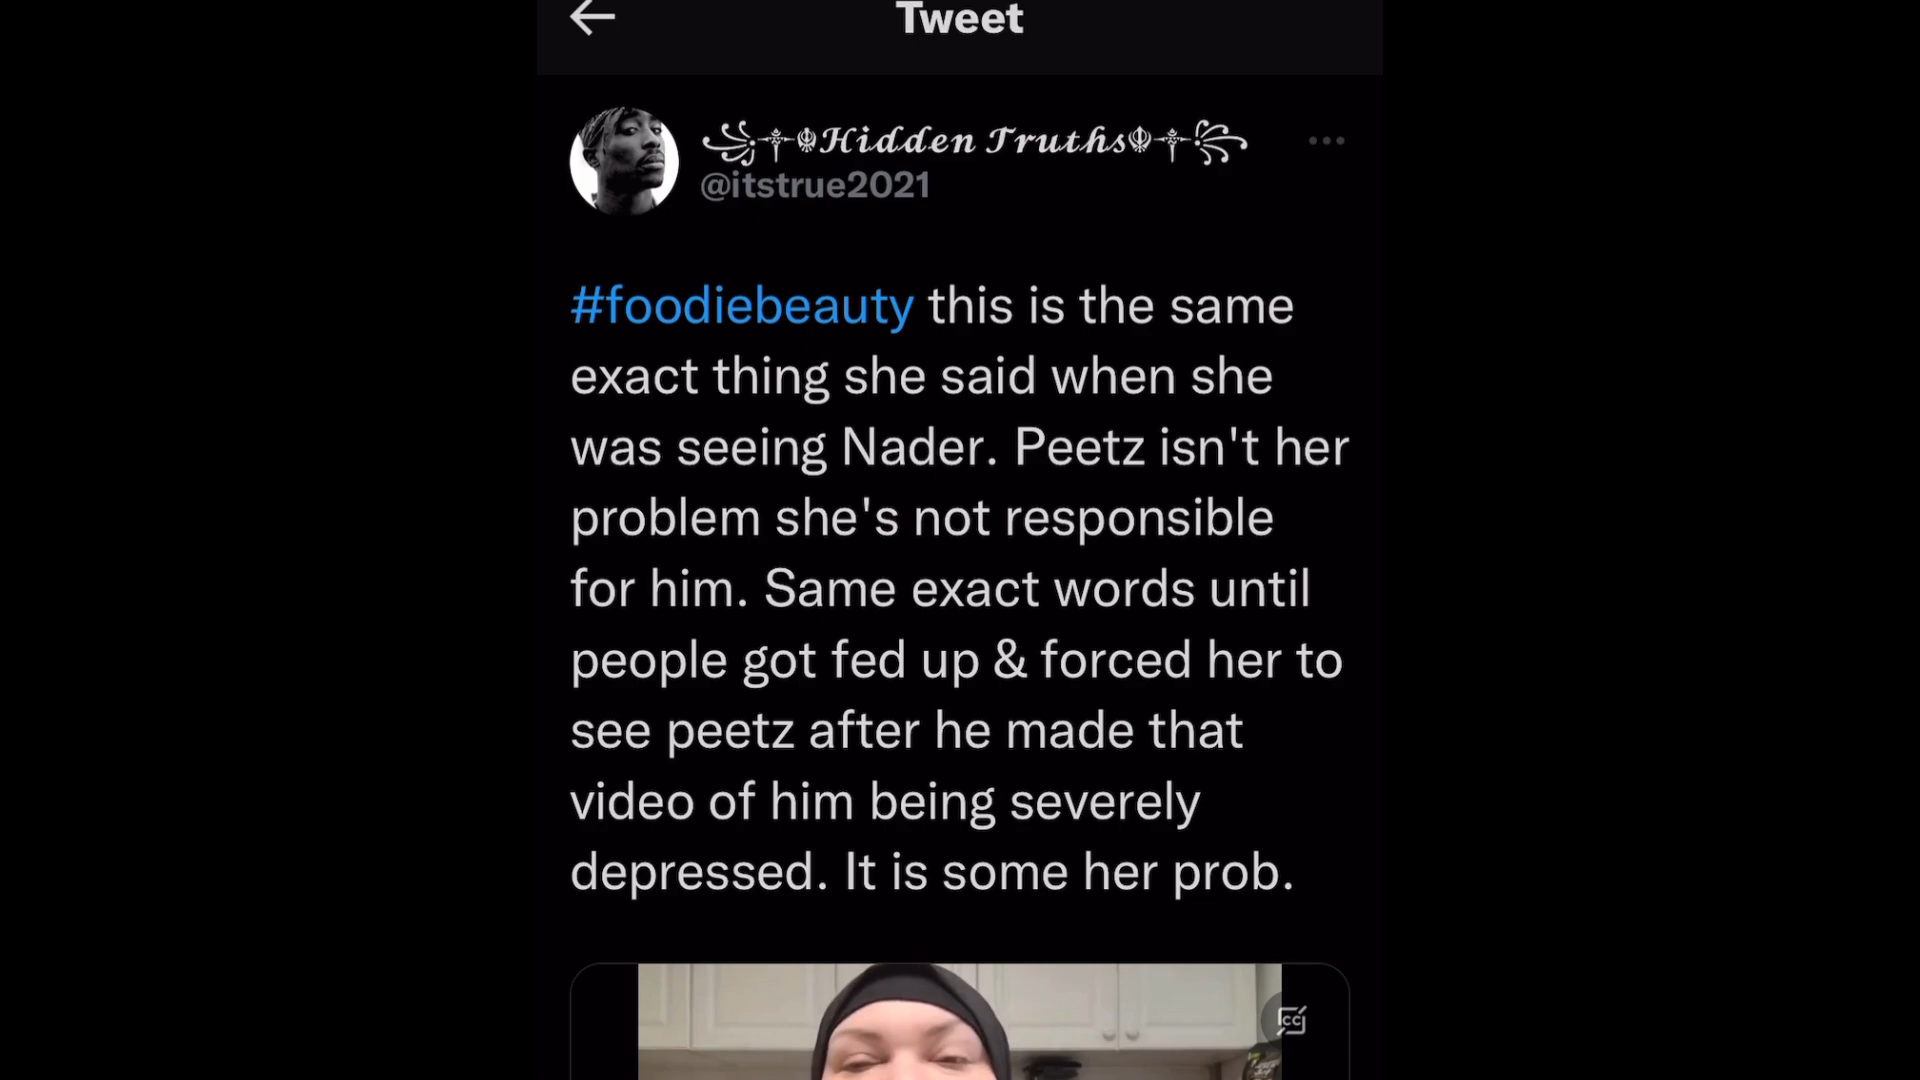 Tweet
꧁༒☬Hidden Truths☬༒꧂
@itstrue2021
#foodiebeauty this is the same
exact thing she said when she
was seeing Nader. Peetz isn't her
problem she's not responsible
for him. Same exact words until
people got fed up & forced her to
see peetz after he made that
video of him being severely
depressed. It is some her prob.
CC